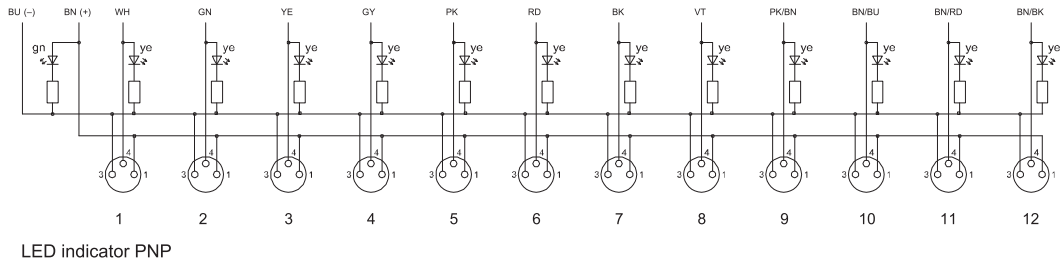 BU (–) BN (+) WH GN YE GY PK RD BK VT PK/BN BN/BU BN/RD BN/BK
gn ye ye ye ye ye ye ye ye ye ye ye ye
4 4 4 4 4 4 4 4 4 4 4 4
3 1 3 1 3 1 3 1 3 1 3 1 3 1 3 1 3 1 3 1 3 1 3 1
1 2 3 4 5 6 7 8 9 10 11 12
LED indicator PNP